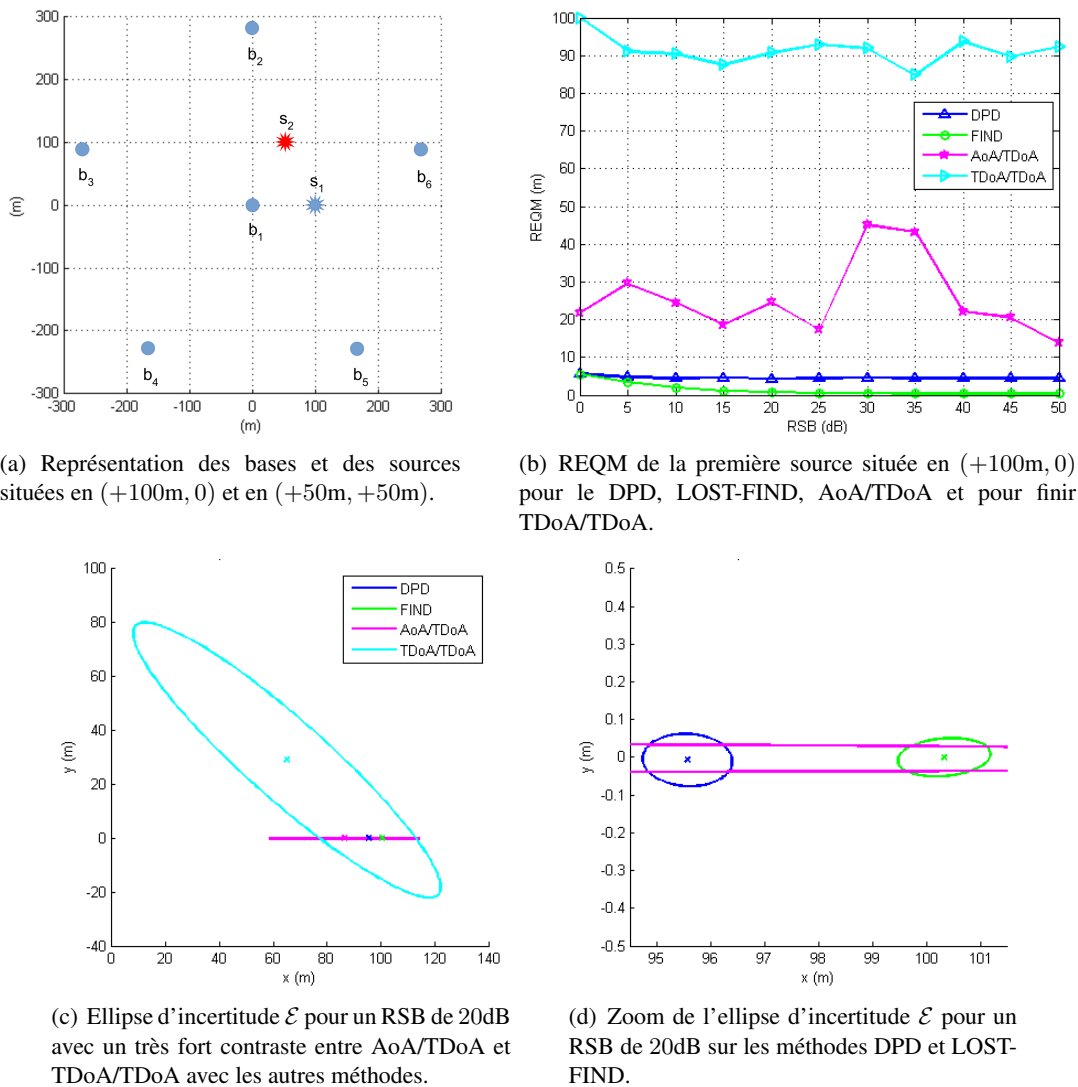 300
200
100
0
-100
-200
-300
(m)
-300 -200 -100 0 100 200 300
(m)
b2
s2
b3
b6
s1
b1
b4
b5
100
90
80
70
60
50
40
30
20
10
0
REQM (m)
0 5 10 15 20 25 30 35 40 45 50
RSB (dB)
DPD
FIND
AoA/TDoA
TDoA/TDoA
(a) Représentation des bases et des sources
situées en (+100m, 0) et en (+50m, +50m).
(b) REQM de la première source située en (+100m, 0)
pour le DPD, LOST-FIND, AoA/TDoA et pour finir
TDoA/TDoA.
100
80
60
40
20
0
-20
-40
y (m)
0 20 40 60 80 100 120 140
x (m)
DPD
FIND
AoA/TDoA
TDoA/TDoA
0.5
0.4
0.3
0.2
0.1
0
-0.1
-0.2
-0.3
-0.4
-0.5
y (m)
95 96 97 98 99 100 101
x (m)
(c) Ellipse d'incertitude ℰ pour un RSB de 20dB
avec un très fort contraste entre AoA/TDoA et
TDoA/TDoA avec les autres méthodes.
(d) Zoom de l'ellipse d'incertitude ℰ pour un
RSB de 20dB sur les méthodes DPD et LOST-
FIND.